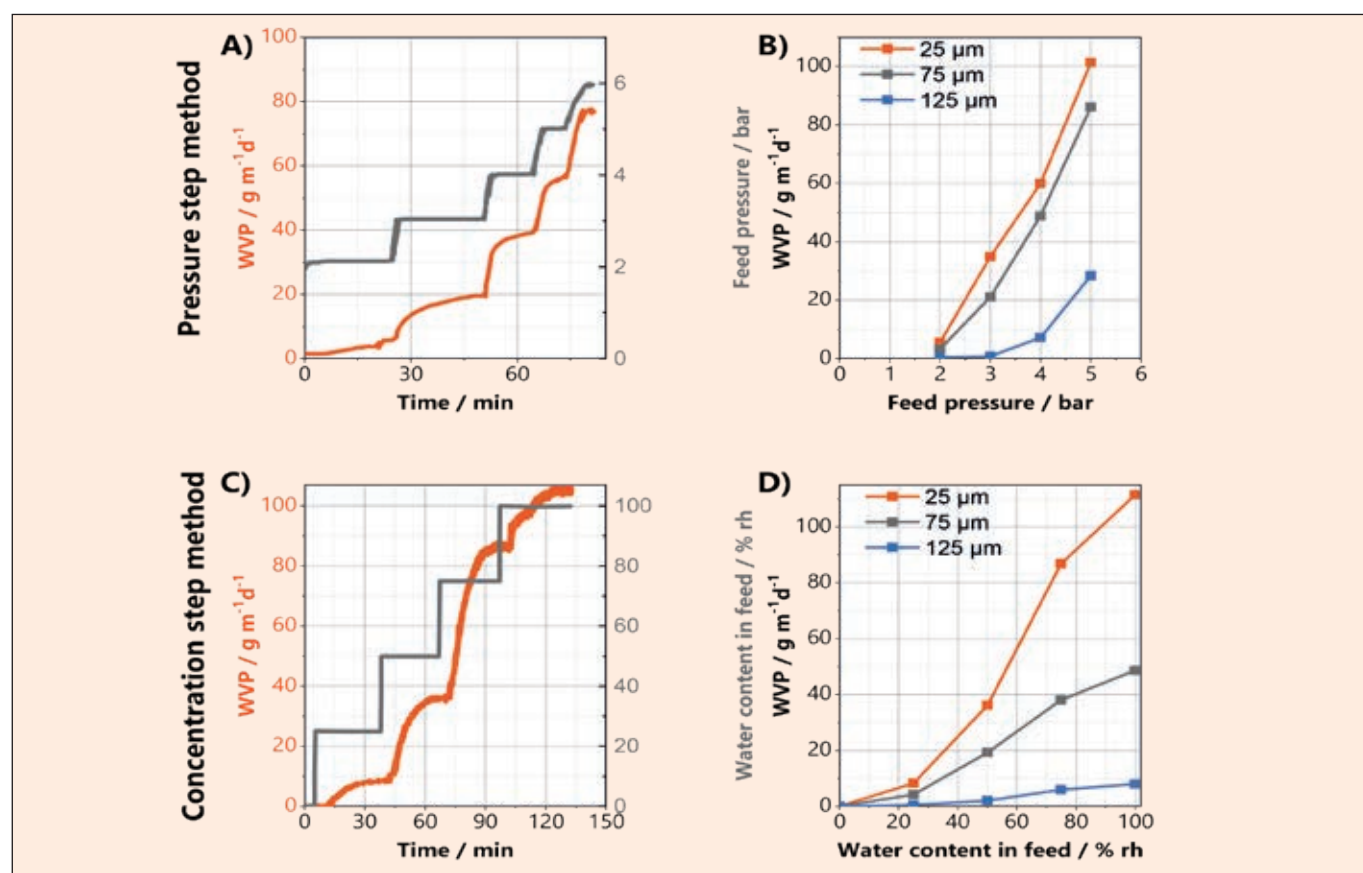 Pressure step method
A)
WVP / g m⁻¹d⁻¹
100
80
60
40
20
0
6
4
2
0
0 30 60
Time / min
Feed pressure / bar
B)
WVP / g m⁻¹d⁻¹
25 µm
75 µm
125 µm
100
80
60
40
20
0
0 1 2 3 4 5 6
Feed pressure / bar
Concentration step method
C)
WVP / g m⁻¹d⁻¹
100
80
60
40
20
0
100
80
60
40
20
0
0 30 60 90 120 150
Time / min
Water content in feed / % rh
D)
WVP / g m⁻¹d⁻¹
25 µm
75 µm
125 µm
100
80
60
40
20
0
0 20 40 60 80 100
Water content in feed / % rh